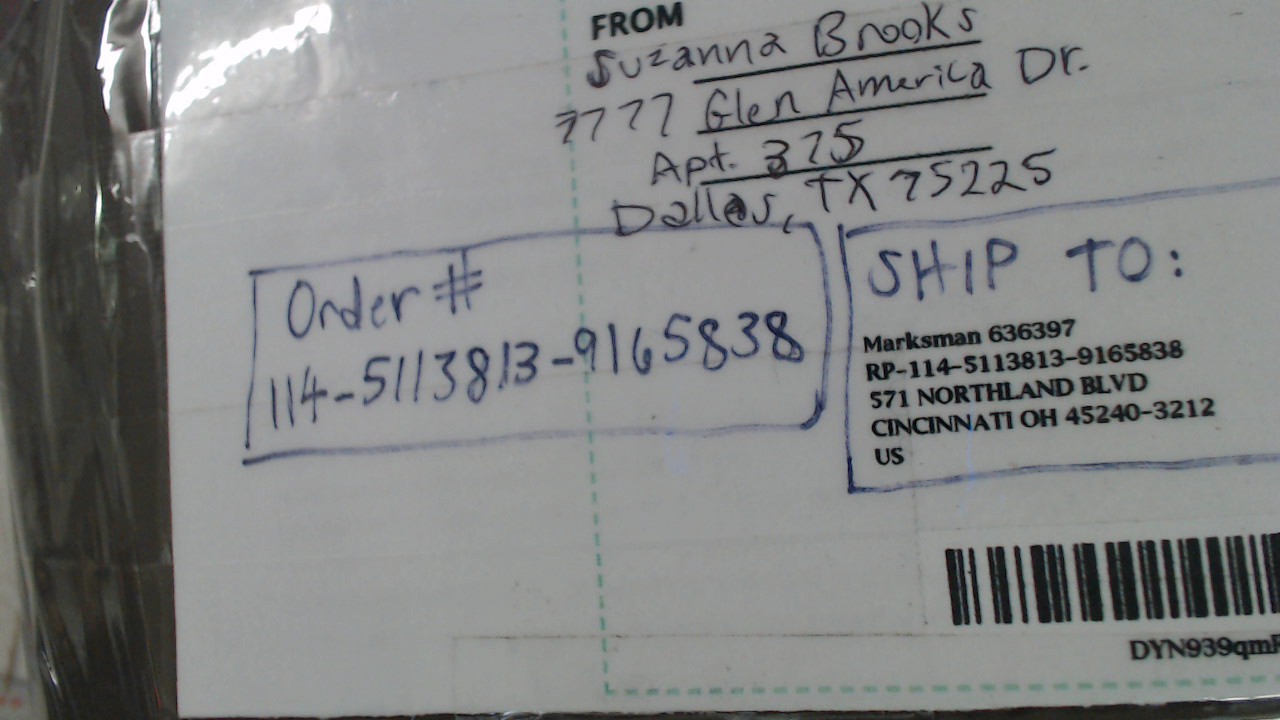 FROM
Suzanna Brooks
7777 Glen America Dr.
Apt. 375
Dallas, TX 75225
Order #
114-5113813-9165838
SHIP TO:
Marksman 636397
RP-114-5113813-9165838
571 NORTHLAND BLVD
CINCINNATI OH 45240-3212
US